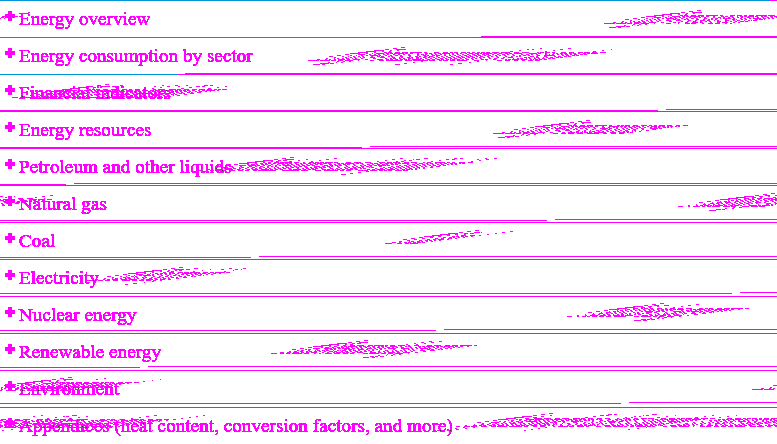 Energy overview
Energy consumption by sector
Financial indicators
Energy resources
Petroleum and other liquids
Natural gas
Coal
Electricity
Nuclear energy
Renewable energy
Environment
Appendices (heat content, conversion factors, and more)